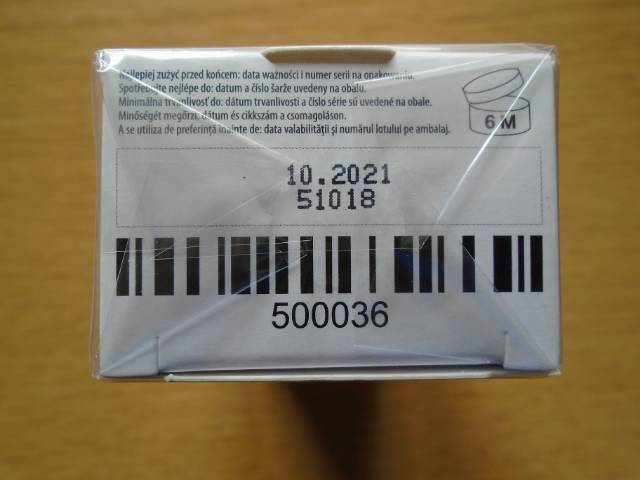 Najlepiej zużyć przed końcem: data ważności i numer serii na opakowaniu.
Spotřebujte nejlépe do: datum a číslo šarže uvedeny na obalu.
Minimálna trvanlivosť do: dátum trvanlivosti a číslo série sú uvedené na obale.
Minőségét megőrzi: dátum és cikkszám a csomagoláson.
A se utiliza de preferință înainte de: data valabilității și numărul lotului pe ambalaj.
6 M
10.2021
51018
500036